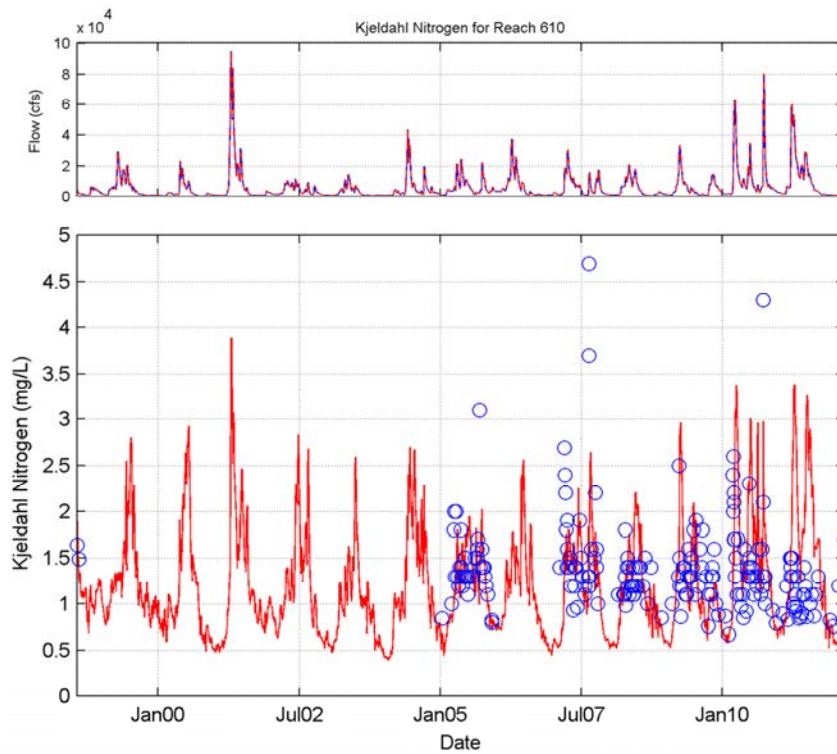 Kjeldahl Nitrogen for Reach 610
x 10^4
10
8
6
4
2
0
Flow (cfs)
5
4.5
4
3.5
3
2.5
2
1.5
1
0.5
0
Kjeldahl Nitrogen (mg/L)
Jan00 Jul02 Jan05 Jul07 Jan10
Date